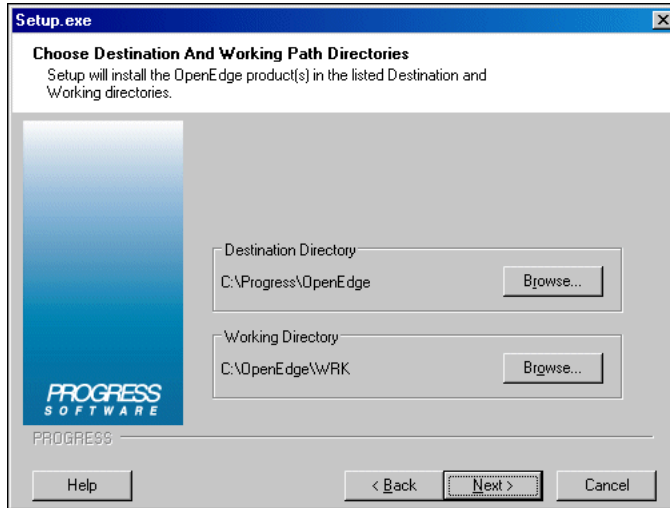 Setup.exe
Choose Destination And Working Path Directories
Setup will install the OpenEdge product(s) in the listed Destination and
Working directories.
Destination Directory
C:\Progress\OpenEdge
Browse...
Working Directory
C:\OpenEdge\WRK
Browse...
PROGRESS
SOFTWARE
PROGRESS
Help
< Back
Next >
Cancel